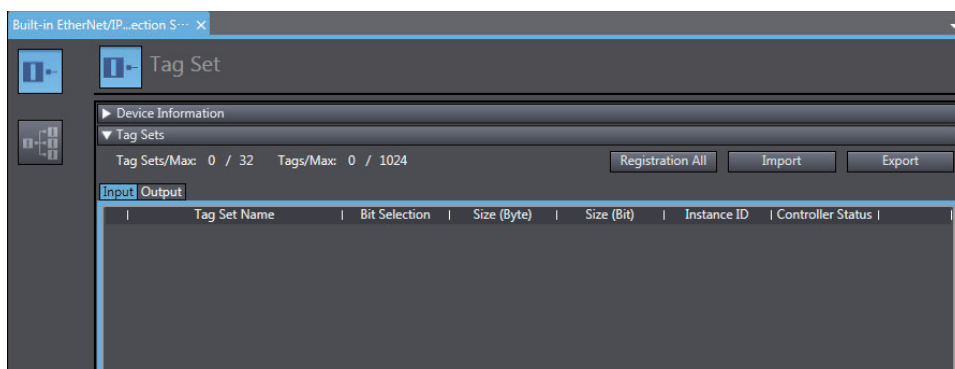 Built-in EtherNet/IP...ection S··· ×
Tag Set
Device Information
Tag Sets
Tag Sets/Max: 0 / 32 Tags/Max: 0 / 1024 Registration All Import Export
Input Output
Tag Set Name | Bit Selection | Size (Byte) | Size (Bit) | Instance ID | Controller Status |